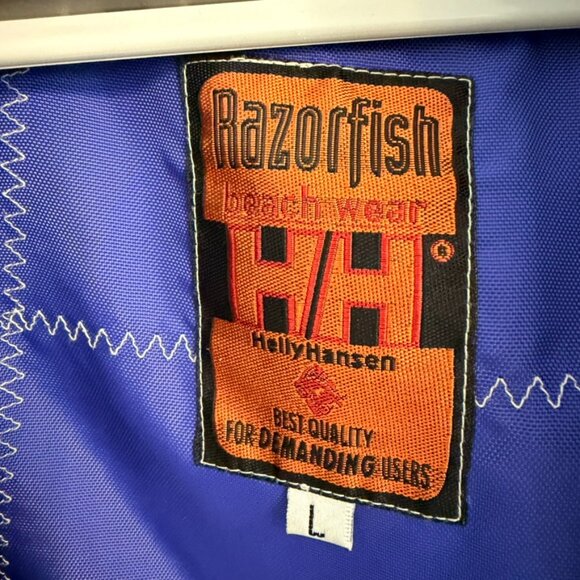 Razorfish
beach wear
H/H®
HellyHansen
BEST QUALITY
FOR DEMANDING USERS
L